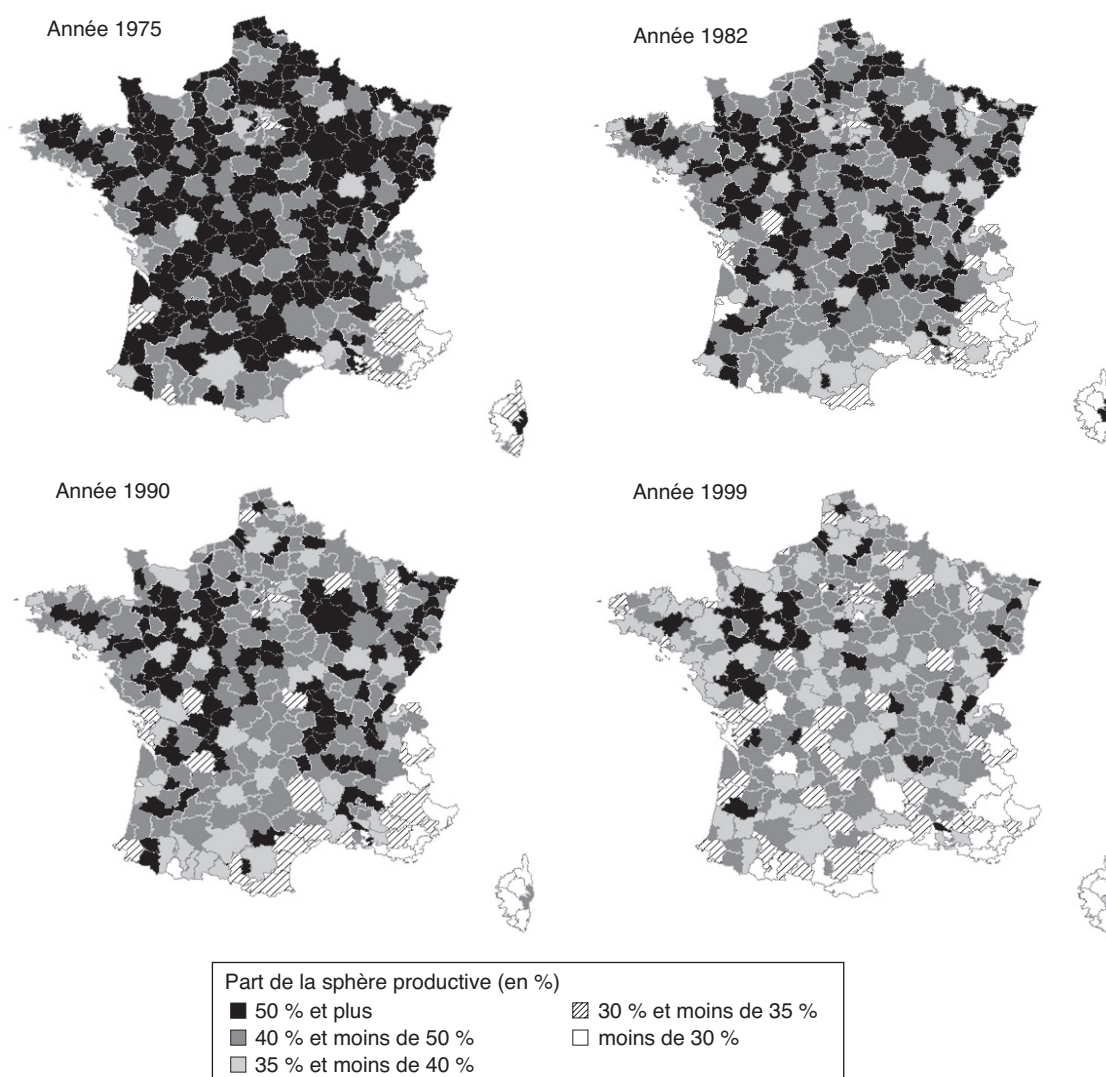 Année 1975
Année 1982
Année 1990
Année 1999
Part de la sphère productive (en %)
50 % et plus
30 % et moins de 35 %
40 % et moins de 50 %
moins de 30 %
35 % et moins de 40 %